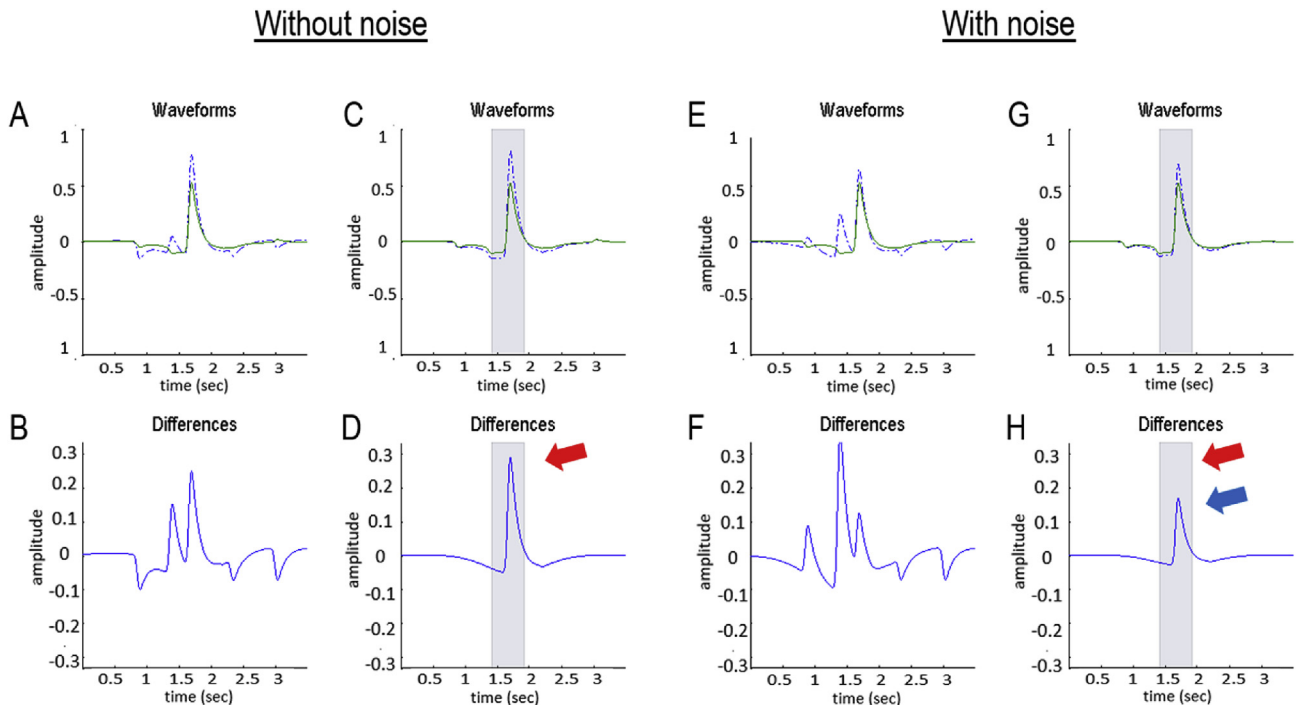 Without noise
With noise
A
Waveforms
1
0.5
0
-0.5
1
amplitude
0.5 1 1.5 2 2.5 3
time (sec)
C
Waveforms
1
0.5
0
-0.5
1
amplitude
0.5 1 1.5 2 2.5 3
time (sec)
E
Waveforms
1
0.5
0
-0.5
1
amplitude
0.5 1 1.5 2 2.5 3
time (sec)
G
Waveforms
1
0.5
0
-0.5
1
amplitude
0.5 1 1.5 2 2.5 3
time (sec)
B
Differences
0.3
0.2
0.1
0
-0.1
-0.2
-0.3
amplitude
0.5 1 1.5 2 2.5 3
time (sec)
D
Differences
0.3
0.2
0.1
0
-0.1
-0.2
-0.3
amplitude
0.5 1 1.5 2 2.5 3
time (sec)
F
Differences
0.3
0.2
0.1
0
-0.1
-0.2
-0.3
amplitude
0.5 1 1.5 2 2.5 3
time (sec)
H
Differences
0.3
0.2
0.1
0
-0.1
-0.2
-0.3
amplitude
0.5 1 1.5 2 2.5 3
time (sec)